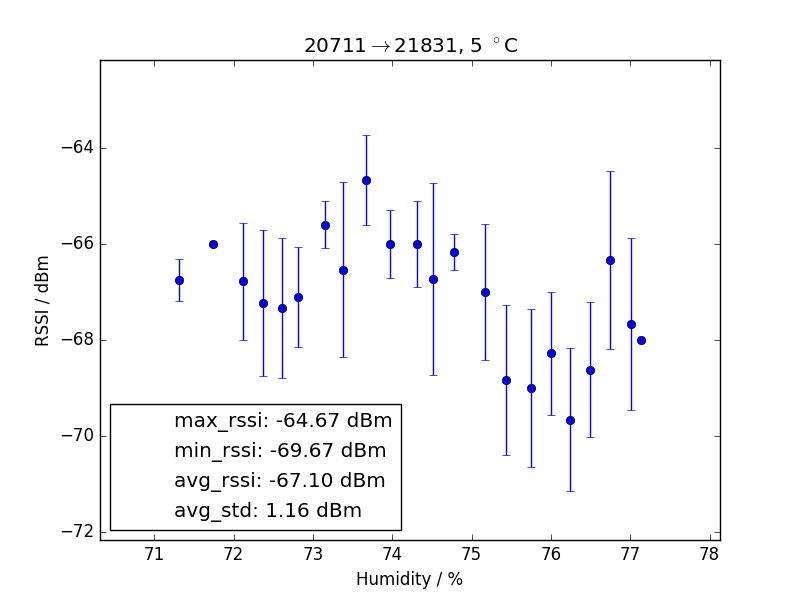 20711→21831, 5 °C
RSSI / dBm
−64
−66
−68
−70
−72
max_rssi: -64.67 dBm
min_rssi: -69.67 dBm
avg_rssi: -67.10 dBm
avg_std: 1.16 dBm
71 72 73 74 75 76 77 78
Humidity / %